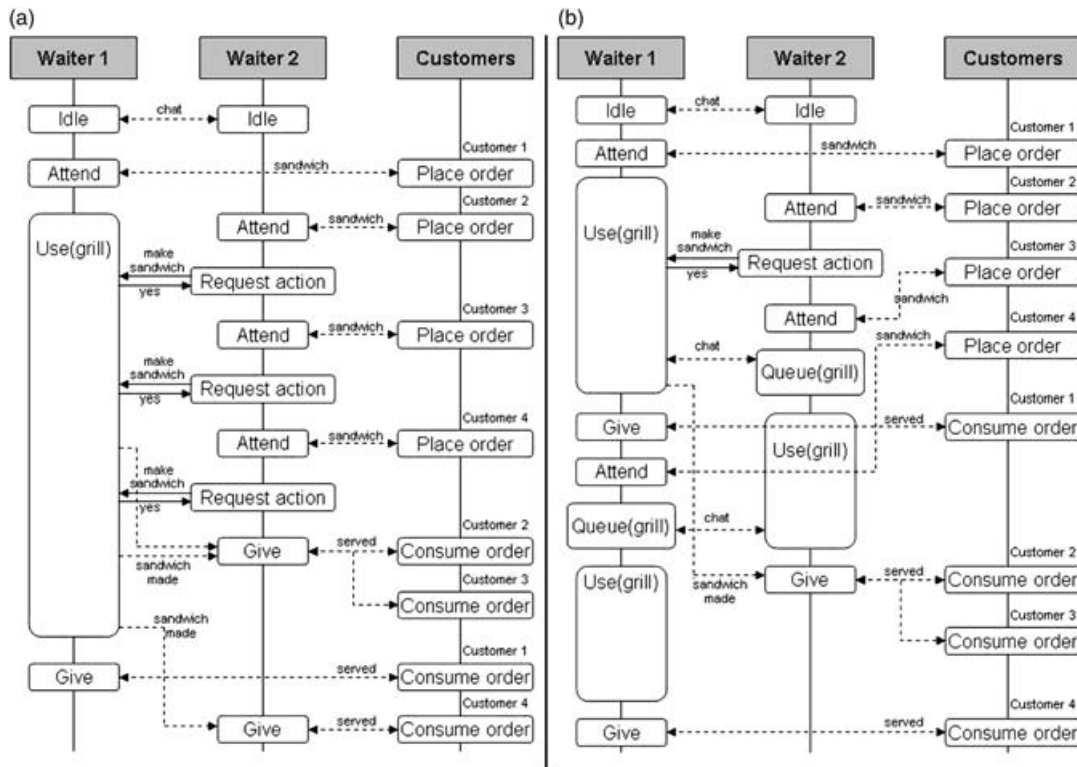 (a)
Waiter 1 Waiter 2 Customers
Idle chat Idle
Customer 1
Attend sandwich Place order
Customer 2
Attend sandwich Place order
Use(grill)
make
sandwich
yes
Request action
Customer 3
Attend sandwich Place order
make
sandwich
yes
Request action
Customer 4
Attend sandwich Place order
make
sandwich
yes
Request action
Customer 2
Give served Consume order
sandwich
made
Customer 3
Consume order
sandwich
made
Customer 1
Give served Consume order
Customer 4
Give served Consume order
(b)
Waiter 1 Waiter 2 Customers
Idle chat Idle
Customer 1
Attend sandwich Place order
Customer 2
Attend sandwich Place order
Use(grill)
make
sandwich
yes
Request action
Customer 3
Place order
sandwich
Attend
Customer 4
sandwich
Place order
chat
Queue(grill)
Customer 1
Give served Consume order
Use(grill)
Attend
Queue(grill) chat
Customer 2
Use(grill)
sandwich
made
Give served Consume order
Customer 3
Consume order
Customer 4
Give served Consume order